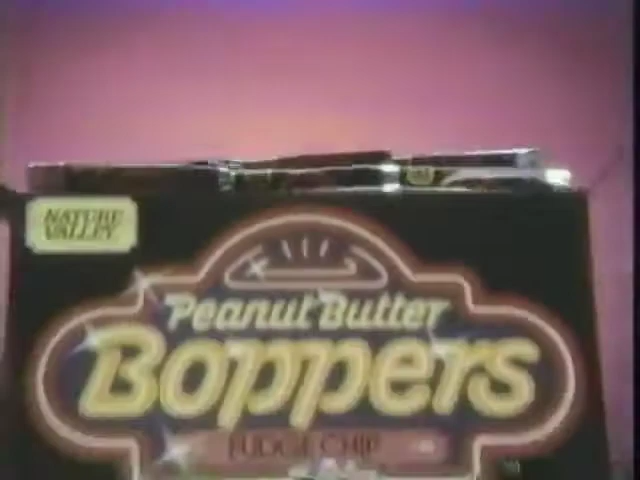 NATURE
VALLEY
Peanut Butter
Boppers
FUDGE CHIP